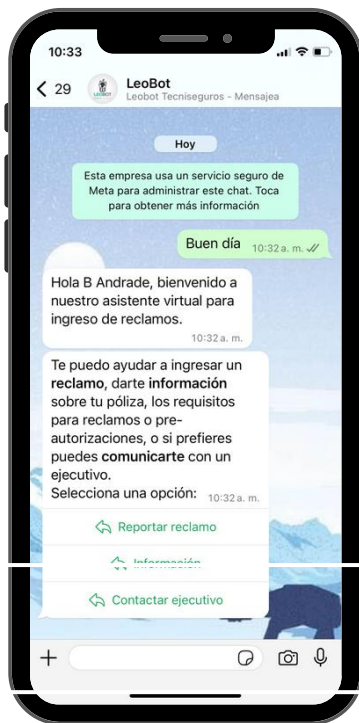 10:33
29
LeoBot
Leobot Tecniseguros - Mensajea
Hoy
Esta empresa usa un servicio seguro de
Meta para administrar este chat. Toca
para obtener más información
Buen día 10:32 a. m.
Hola B Andrade, bienvenido a
nuestro asistente virtual para
ingreso de reclamos.
10:32 a. m.
Te puedo ayudar a ingresar un
reclamo, darte información
sobre tu póliza, los requisitos
para reclamos o pre-
autorizaciones, o si prefieres
puedes comunicarte con un
ejecutivo.
Selecciona una opción: 10:32 a. m.
Reportar reclamo
Información
Contactar ejecutivo